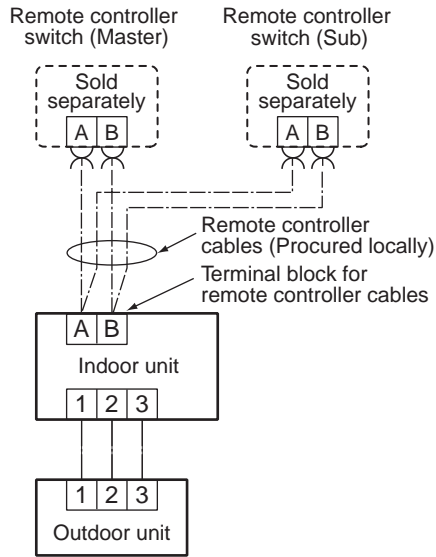 Remote controller
switch (Master)
Remote controller
switch (Sub)
Sold
separately
A B
Sold
separately
A B
Remote controller
cables (Procured locally)
Terminal block for
remote controller cables
A B
Indoor unit
1 2 3
1 2 3
Outdoor unit